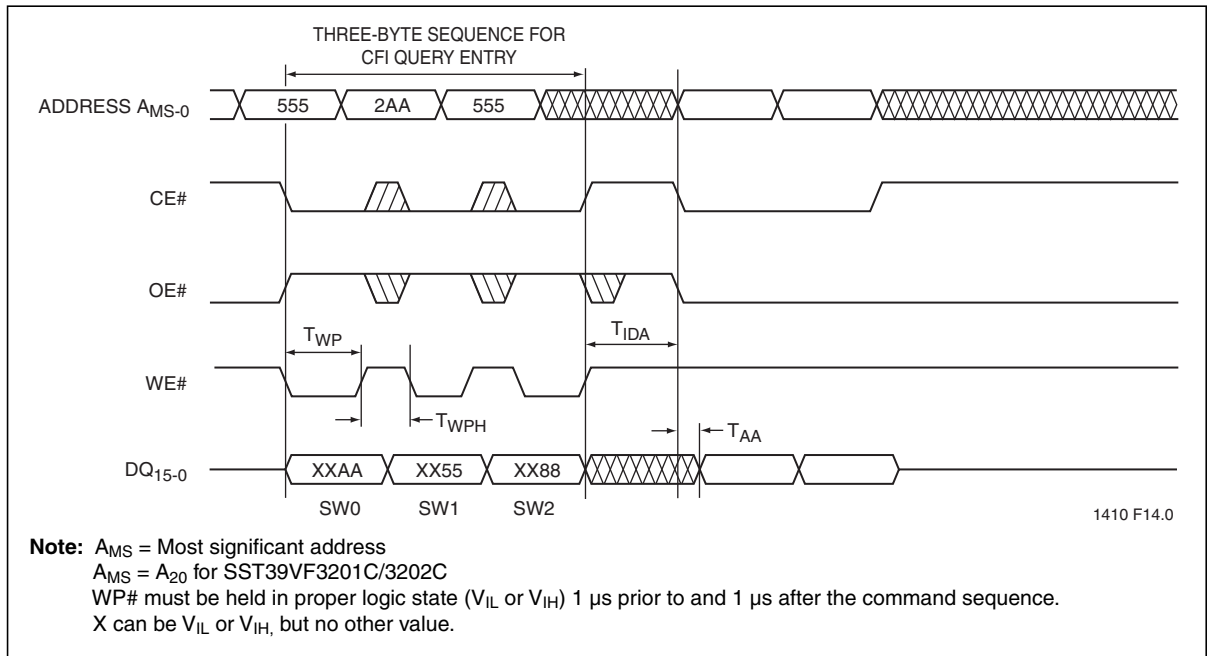 THREE-BYTE SEQUENCE FOR
CFI QUERY ENTRY
ADDRESS AMS-0
555
2AA
555
CE#
OE#
TWP
TIDA
WE#
TWPH
TAA
DQ15-0
XXAA
XX55
XX88
SW0
SW1
SW2
1410 F14.0
Note: AMS = Most significant address
AMS = A20 for SST39VF3201C/3202C
WP# must be held in proper logic state (VIL or VIH) 1 µs prior to and 1 µs after the command sequence.
X can be VIL or VIH, but no other value.